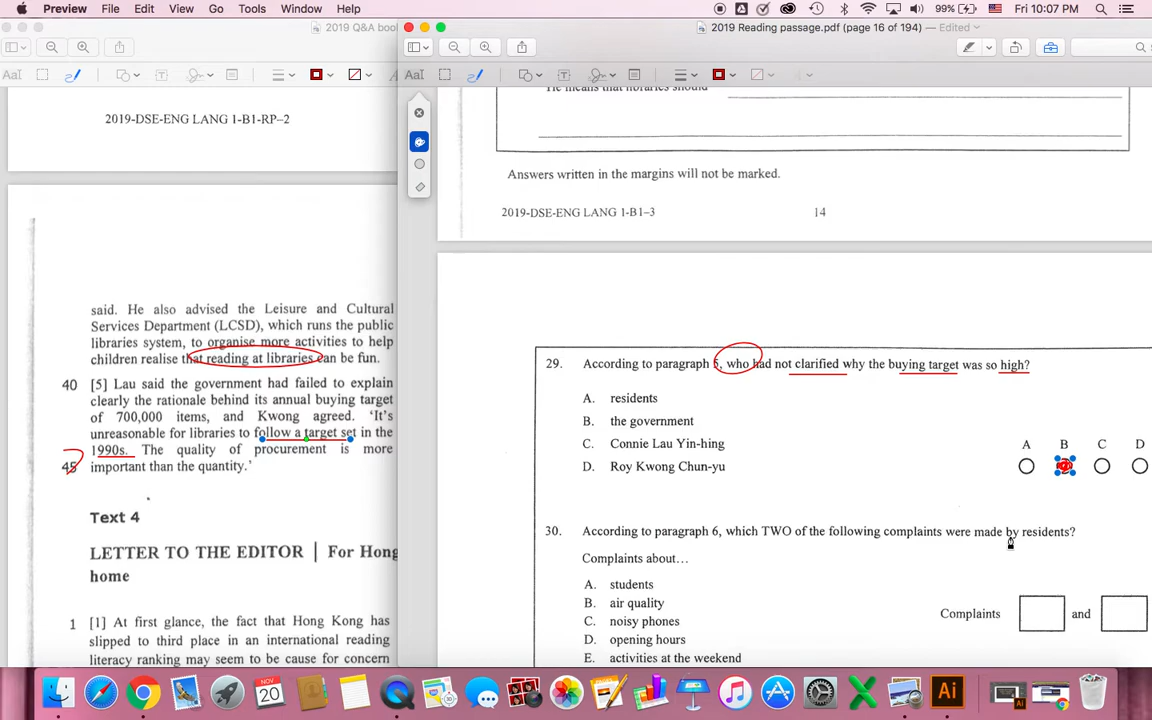 Preview File Edit View Go Tools Window Help
99% Fri 10:07 PM
2019 Q&A boo
2019 Reading passage.pdf (page 16 of 194) — Edited
2019-DSE-ENG LANG 1-B1-RP–2
said. He also advised the Leisure and Cultural
Services Department (LCSD), which runs the public
libraries system, to organise more activities to help
children realise that reading at libraries can be fun.
40 [5] Lau said the government had failed to explain
clearly the rationale behind its annual buying target
of 700,000 items, and Kwong agreed. 'It's
unreasonable for libraries to follow a target set in the
1990s. The quality of procurement is more
45 important than the quantity.'
Text 4
LETTER TO THE EDITOR | For Hong
home
1 [1] At first glance, the fact that Hong Kong has
slipped to third place in an international reading
literacy ranking may seem to be cause for concern
He means that libraries should
Answers written in the margins will not be marked.
2019-DSE-ENG LANG 1-B1–3 14
29. According to paragraph 5, who had not clarified why the buying target was so high?
A. residents
B. the government
C. Connie Lau Yin-hing
D. Roy Kwong Chun-yu
A B C D
30. According to paragraph 6, which TWO of the following complaints were made by residents?
Complaints about…
A. students
B. air quality
C. noisy phones
D. opening hours
E. activities at the weekend
Complaints and
NOV
20
Ai
Ai